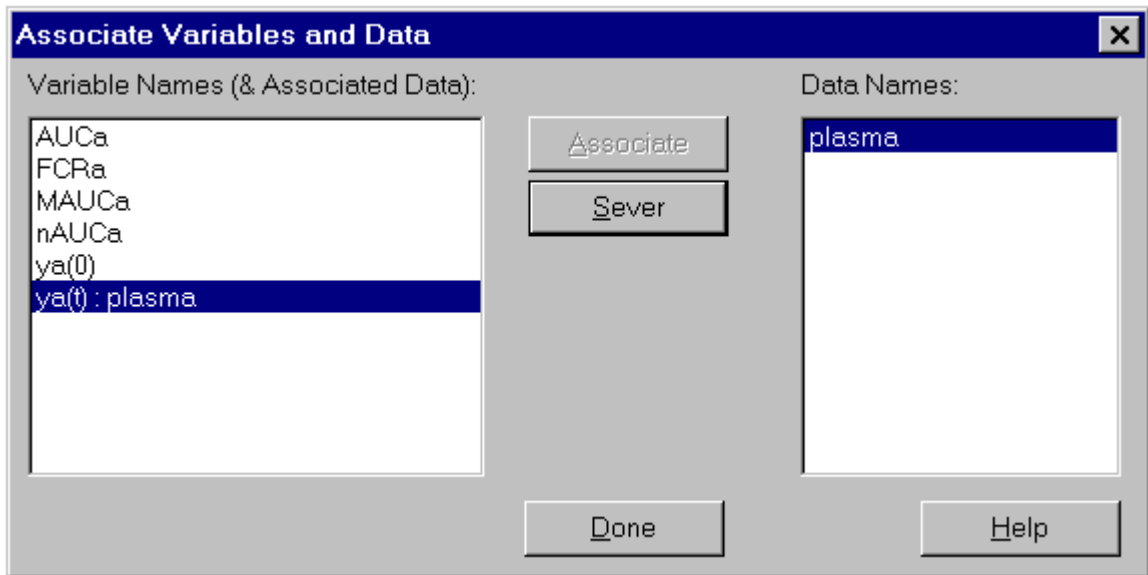 Associate Variables and Data
Variable Names (& Associated Data):
AUCa
FCRa
MAUCa
nAUCa
ya(0)
ya(t) : plasma
Associate
Sever
Data Names:
plasma
Done
Help